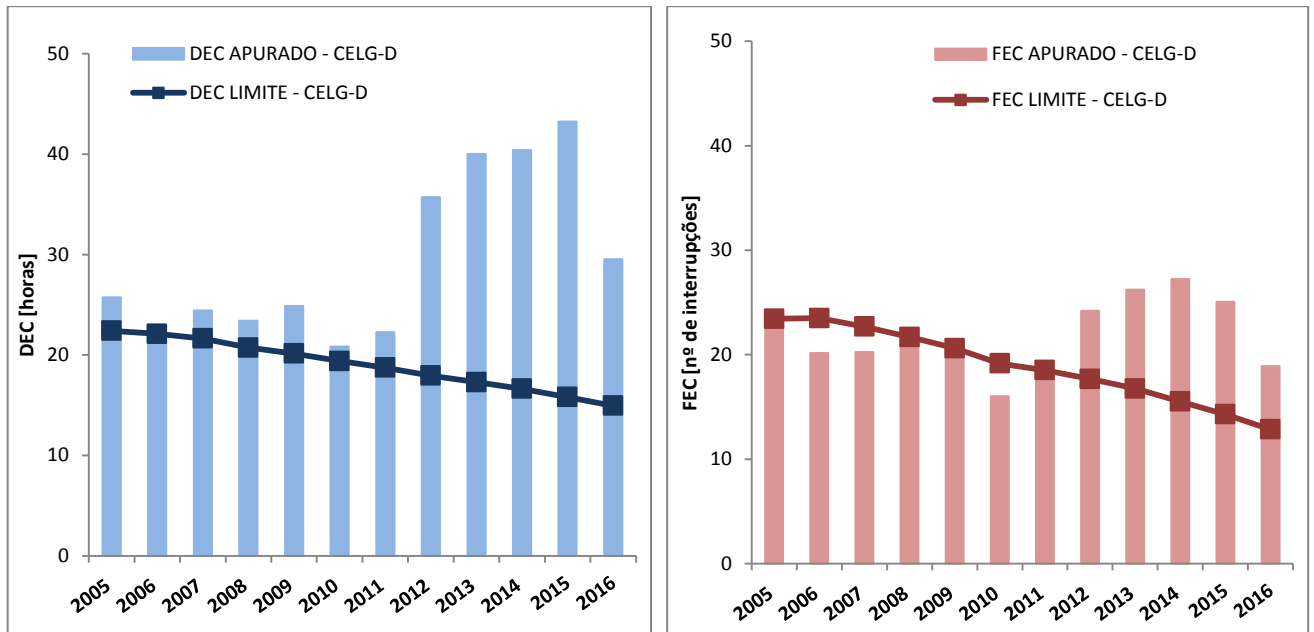 DEC APURADO - CELG-D
DEC LIMITE - CELG-D
DEC [horas]
50
40
30
20
10
0
2005 2006 2007 2008 2009 2010 2011 2012 2013 2014 2015 2016
FEC APURADO - CELG-D
FEC LIMITE - CELG-D
FEC [nº de interrupções]
50
40
30
20
10
0
2005 2006 2007 2008 2009 2010 2011 2012 2013 2014 2015 2016